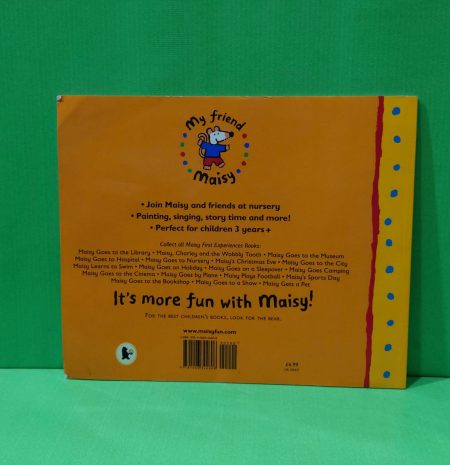 My friend
Maisy
• Join Maisy and friends at nursery
• Painting, singing, story time and more!
• Perfect for children 3 years +
Collect all Maisy First Experiences Books:
Maisy Goes to the Library • Maisy, Charley and the Wobbly Tooth • Maisy Goes to the Museum
Maisy Goes to Hospital • Maisy Goes to Nursery • Maisy's Christmas Eve • Maisy Goes to the City
Maisy Learns to Swim • Maisy Goes on Holiday • Maisy Goes on a Sleepover • Maisy Goes Camping
Maisy Goes to the Cinema • Maisy Goes by Plane • Maisy Plays Football • Maisy's Sports Day
Maisy Goes to the Bookshop • Maisy Goes to a Show • Maisy Gets a Pet
It's more fun with Maisy!
FOR THE BEST CHILDREN'S BOOKS, LOOK FOR THE BEAR.
www.maisyfun.com
£6.99
UK ONLY